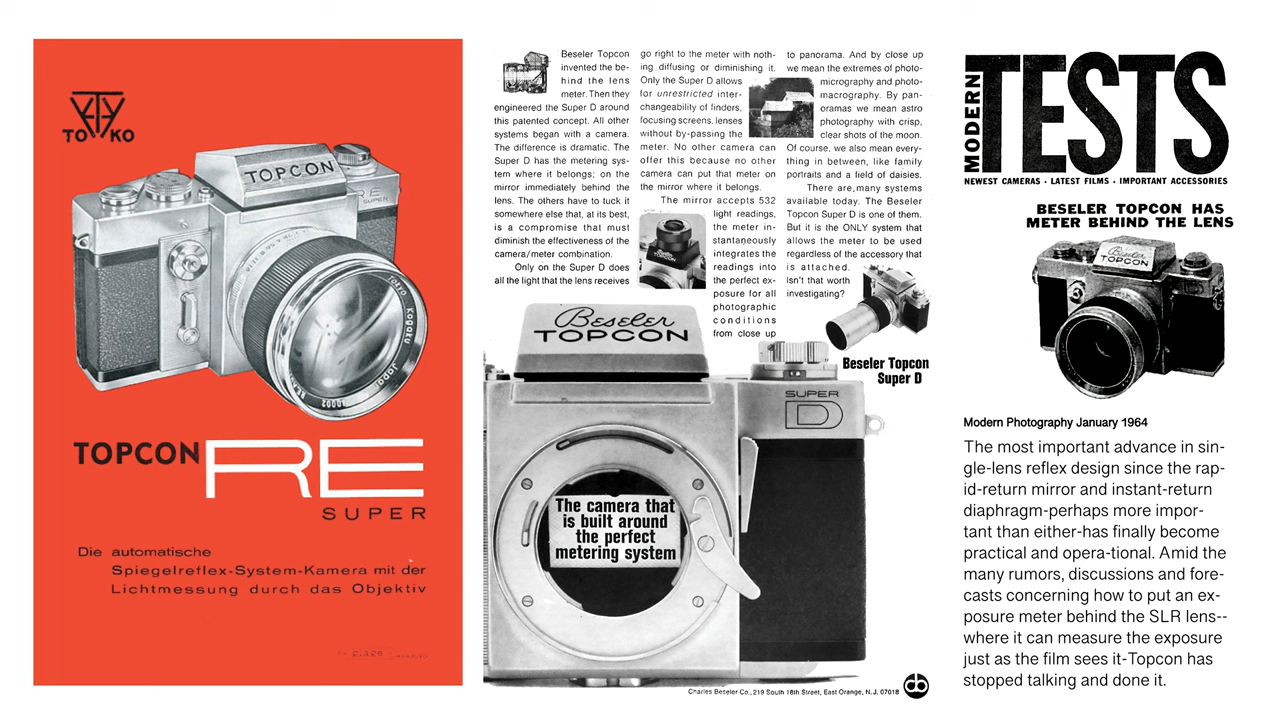 TOKO
TOPCON
RE
SUPER
Tokyo Kogaku Japan
TOPCON RE
SUPER
Die automatische
Spiegelreflex-System-Kamera mit der
Lichtmessung durch das Objektiv
Beseler Topcon
invented the be-
hind the lens
meter. Then they
engineered the Super D around
this patented concept. All other
systems began with a camera.
The difference is dramatic. The
Super D has the metering sys-
tem where it belongs; on the
mirror immediately behind the
lens. The others have to tuck it
somewhere else that, at its best,
is a compromise that must
diminish the effectiveness of the
camera/meter combination.
Only on the Super D does
all the light that the lens receives
go right to the meter with noth-
ing diffusing or diminishing it.
Only the Super D allows
for unrestricted inter-
changeability of finders,
focusing screens, lenses
without by-passing the
meter. No other camera can
offer this because no other
camera can put that meter on
the mirror where it belongs.
The mirror accepts 532
light readings,
the meter in-
stantaneously
integrates the
readings into
the perfect ex-
posure for all
photographic
conditions
from close up
to panorama. And by close up
we mean the extremes of photo-
micrography and photo-
macrography. By pan-
oramas we mean astro
photography with crisp,
clear shots of the moon.
Of course, we also mean every-
thing in between, like family
portraits and a field of daisies.
There are, many systems
available today. The Beseler
Topcon Super D is one of them.
But it is the ONLY system that
allows the meter to be used
regardless of the accessory that
is attached.
Isn't that worth
investigating?
Beseler Topcon
Super D
Beseler
TOPCON
SUPER
D
The camera that
is built around
the perfect
metering system
Charles Beseler Co., 219 South 18th Street, East Orange, N.J. 07018
cb
MODERN TESTS
NEWEST CAMERAS · LATEST FILMS · IMPORTANT ACCESSORIES
BESELER TOPCON HAS
METER BEHIND THE LENS
Beseler
TOPCON
Modern Photography January 1964
The most important advance in sin-
gle-lens reflex design since the rap-
id-return mirror and instant-return
diaphragm-perhaps more impor-
tant than either-has finally become
practical and opera-tional. Amid the
many rumors, discussions and fore-
casts concerning how to put an ex-
posure meter behind the SLR lens--
where it can measure the exposure
just as the film sees it-Topcon has
stopped talking and done it.